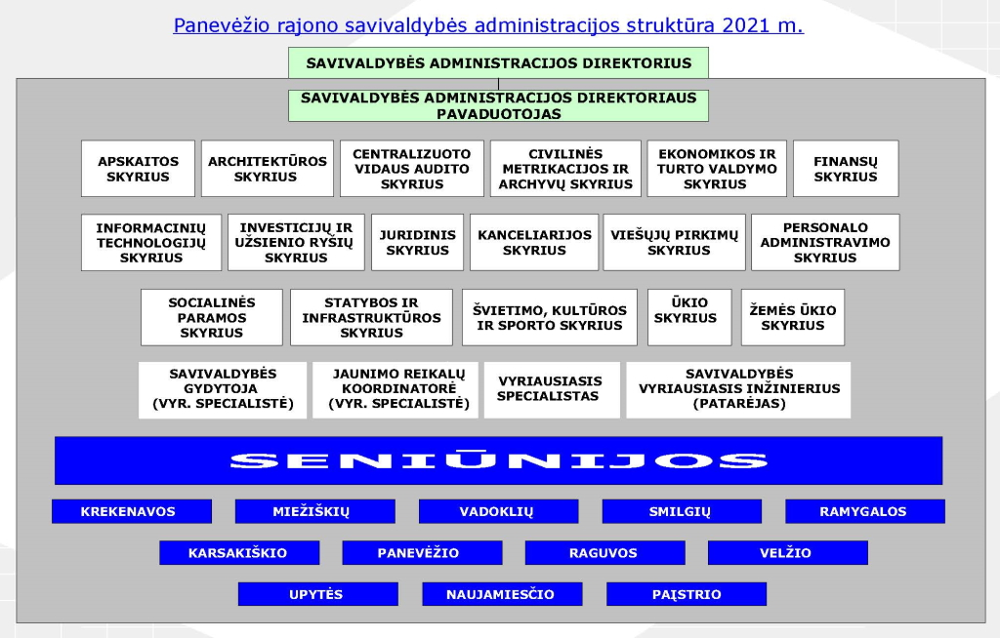 Panevėžio rajono savivaldybės administracijos struktūra 2021 m.
SAVIVALDYBĖS ADMINISTRACIJOS DIREKTORIUS
SAVIVALDYBĖS ADMINISTRACIJOS DIREKTORIAUS
PAVADUOTOJAS
APSKAITOS
SKYRIUS
ARCHITEKTŪROS
SKYRIUS
CENTRALIZUOTO
VIDAUS AUDITO
SKYRIUS
CIVILINĖS
METRIKACIJOS IR
ARCHYVŲ SKYRIUS
EKONOMIKOS IR
TURTO VALDYMO
SKYRIUS
FINANSŲ
SKYRIUS
INFORMACINIŲ
TECHNOLOGIJŲ
SKYRIUS
INVESTICIJŲ IR
UŽSIENIO RYŠIŲ
SKYRIUS
JURIDINIS
SKYRIUS
KANCELIARIJOS
SKYRIUS
VIEŠŲJŲ PIRKIMŲ
SKYRIUS
PERSONALO
ADMINISTRAVIMO
SKYRIUS
SOCIALINĖS
PARAMOS
SKYRIUS
STATYBOS IR
INFRASTRUKTŪROS
SKYRIUS
ŠVIETIMO, KULTŪROS
IR SPORTO SKYRIUS
ŪKIO
SKYRIUS
ŽEMĖS ŪKIO
SKYRIUS
SAVIVALDYBĖS
GYDYTOJA
(VYR. SPECIALISTĖ)
JAUNIMO REIKALŲ
KOORDINATORĖ
(VYR. SPECIALISTĖ)
VYRIAUSIASIS
SPECIALISTAS
SAVIVALDYBĖS
VYRIAUSIASIS INŽINIERIUS
(PATARĖJAS)
SENIŪNIJOS
KREKENAVOS
MIEŽIŠKIŲ
VADOKLIŲ
SMILGIŲ
RAMYGALOS
KARSAKIŠKIO
PANEVĖŽIO
RAGUVOS
VELŽIO
UPYTĖS
NAUJAMIESČIO
PAĮSTRIO